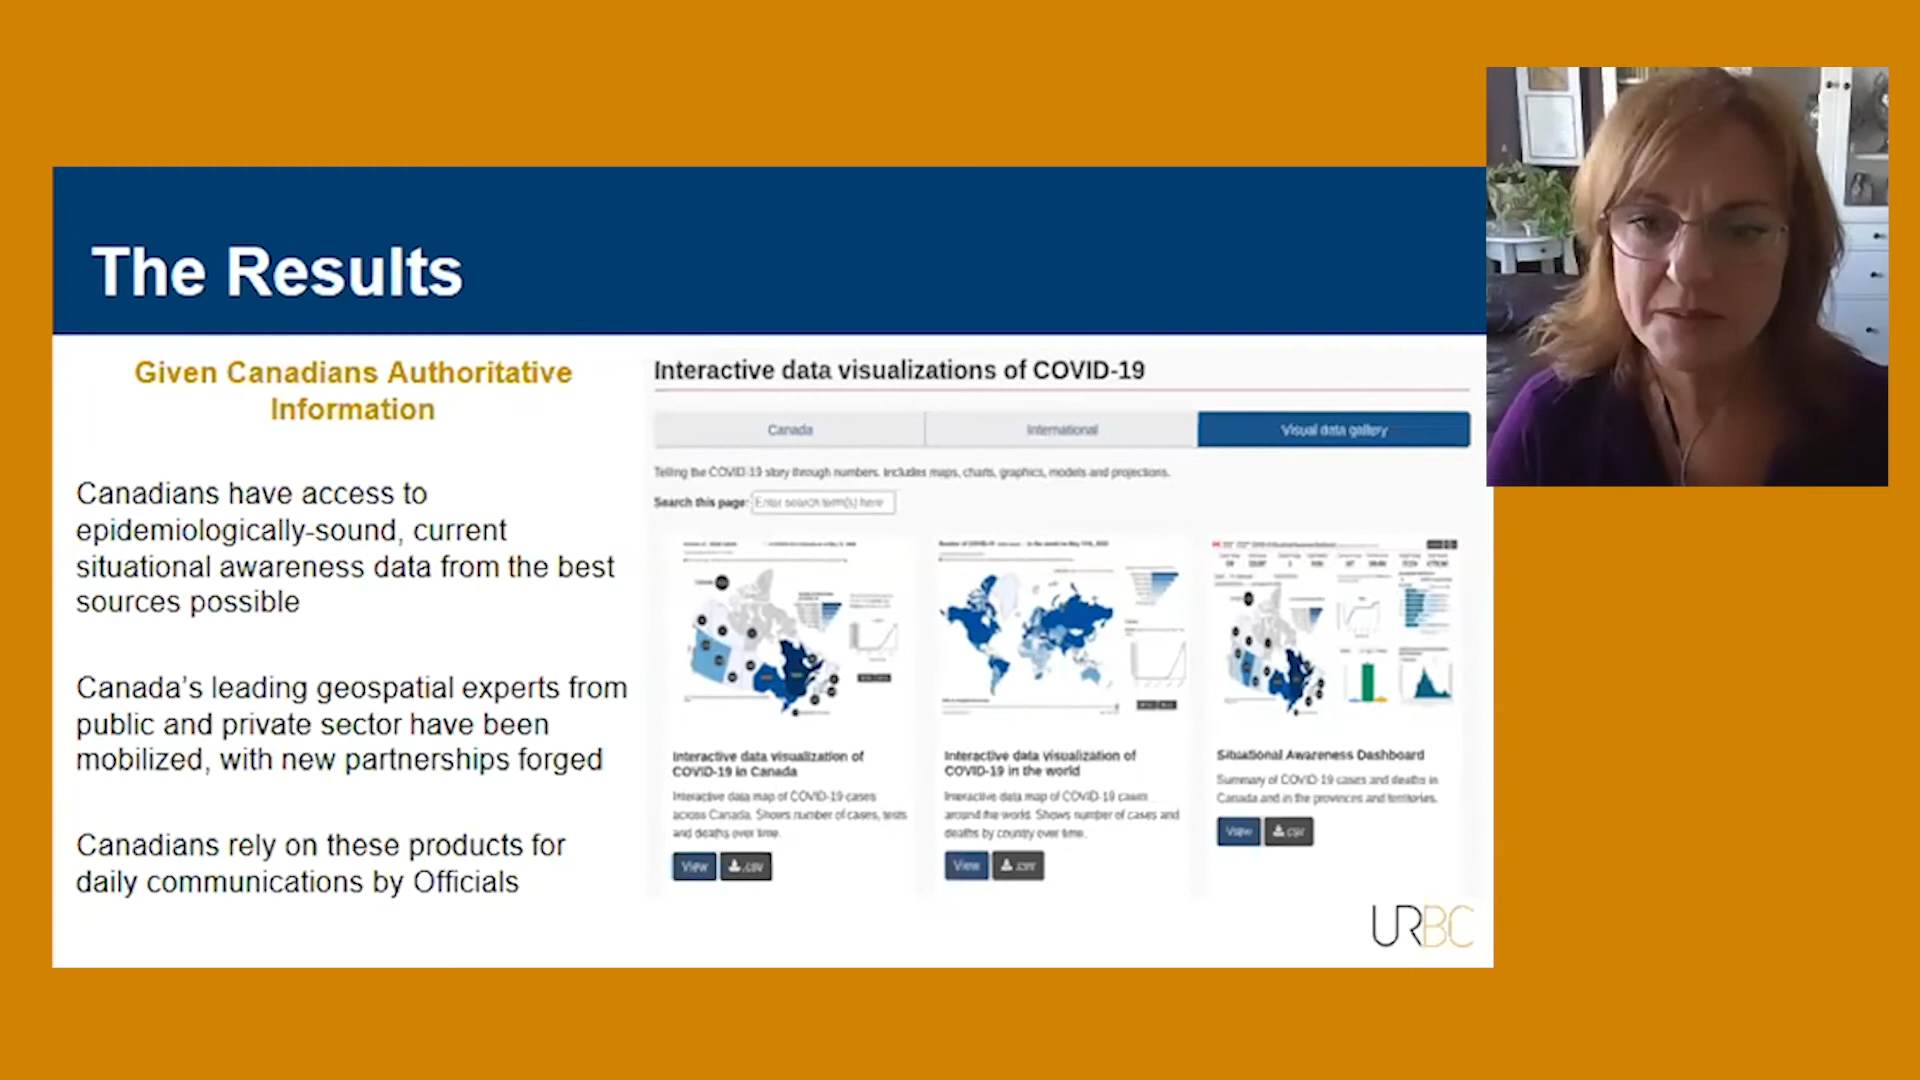 The Results
Given Canadians Authoritative
Information
Canadians have access to
epidemiologically-sound, current
situational awareness data from the best
sources possible
Canada's leading geospatial experts from
public and private sector have been
mobilized, with new partnerships forged
Canadians rely on these products for
daily communications by Officials
Interactive data visualizations of COVID-19
Canada
International
Visual data gallery
Telling the COVID-19 story through numbers. Includes maps, charts, graphics, models and projections.
Search this page:
Enter search term(s) here
Interactive data visualization of
COVID-19 in Canada
Interactive data map of COVID-19 cases
across Canada. Shows number of cases, tests
and deaths over time.
View
.csv
Interactive data visualization of
COVID-19 in the world
Interactive data map of COVID-19 cases
around the world. Shows number of cases and
deaths by country over time.
View
.csv
Situational Awareness Dashboard
Summary of COVID-19 cases and deaths in
Canada and in the provinces and territories.
View
.csv
URBC